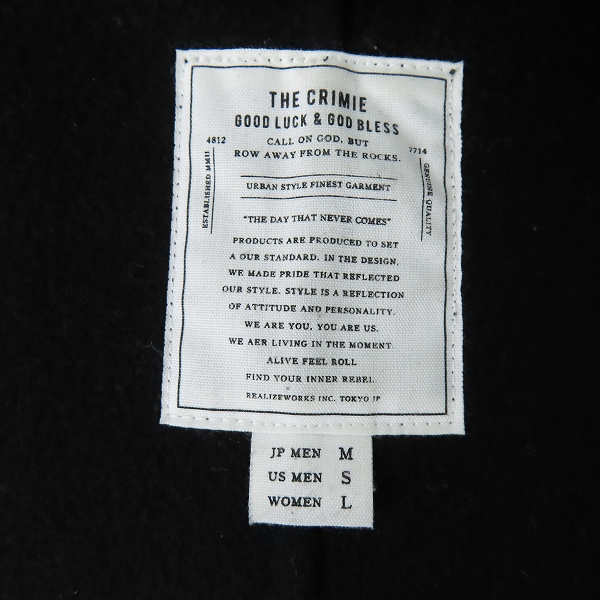 THE CRIMIE
GOOD LUCK & GOD BLESS
4812
CALL ON GOD, BUT
7714
ROW AWAY FROM THE ROCKS.
ESTABLISHED MMII
GENUINE QUALITY
URBAN STYLE FINEST GARMENT
"THE DAY THAT NEVER COMES"
PRODUCTS ARE PRODUCED TO SET
A OUR STANDARD. IN THE DESIGN,
WE MADE PRIDE THAT REFLECTED
OUR STYLE. STYLE IS A REFLECTION
OF ATTITUDE AND PERSONALITY.
WE ARE YOU, YOU ARE US.
WE AER LIVING IN THE MOMENT
ALIVE FEEL ROLL
FIND YOUR INNER REBEL.
REALIZEWORKS INC. TOKYO JP
JP MEN M
US MEN S
WOMEN L